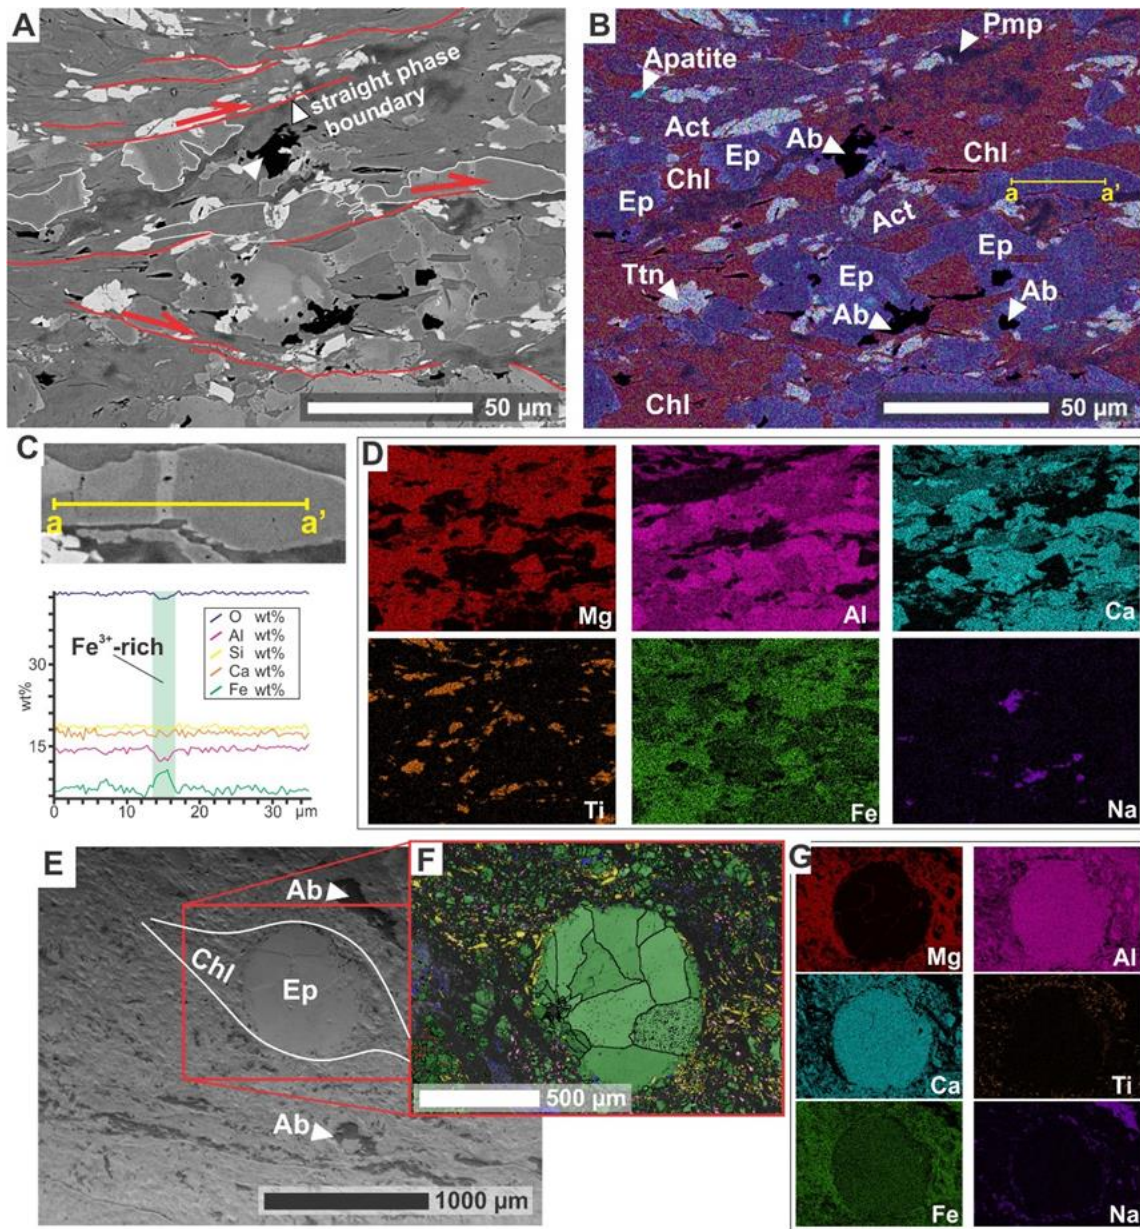 A
straight phase
boundary
50 µm
B
Pmp
Apatite
Act
Ab
Ep
Chl
Chl
a a'
Ep
Act
Ep
Ttn
Ep
Ab
Ab
Chl
50 µm
C
a a'
Fe³⁺-rich
O wt%
Al wt%
Si wt%
Ca wt%
Fe wt%
wt%
30
15
0 10 20 30 µm
D
Mg
Al
Ca
Ti
Fe
Na
E
Ab
Chl
Ep
Ab
1000 µm
F
500 µm
G
Mg
Al
Ca
Ti
Fe
Na